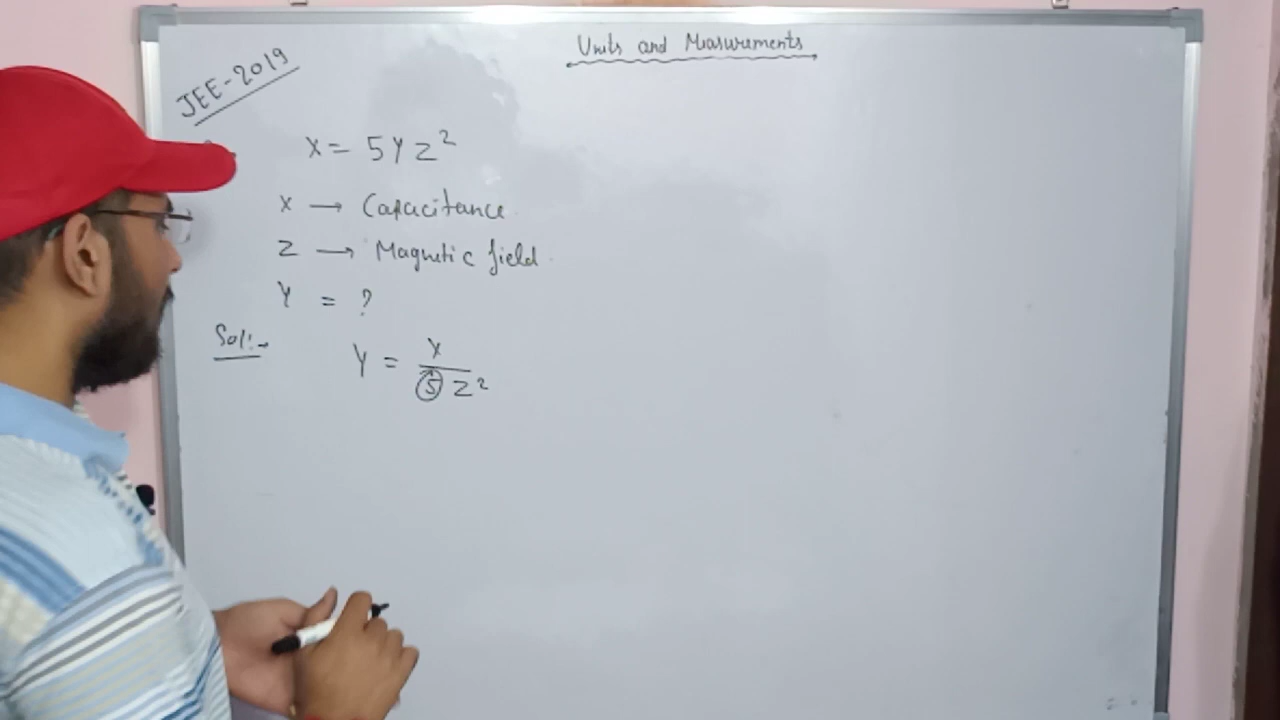 Units and Measurements
JEE-2019
X = 5YZ²
X → Capacitance
Z → Magnetic field.
Y = ?
Sol:-
Y = X / 5Z²